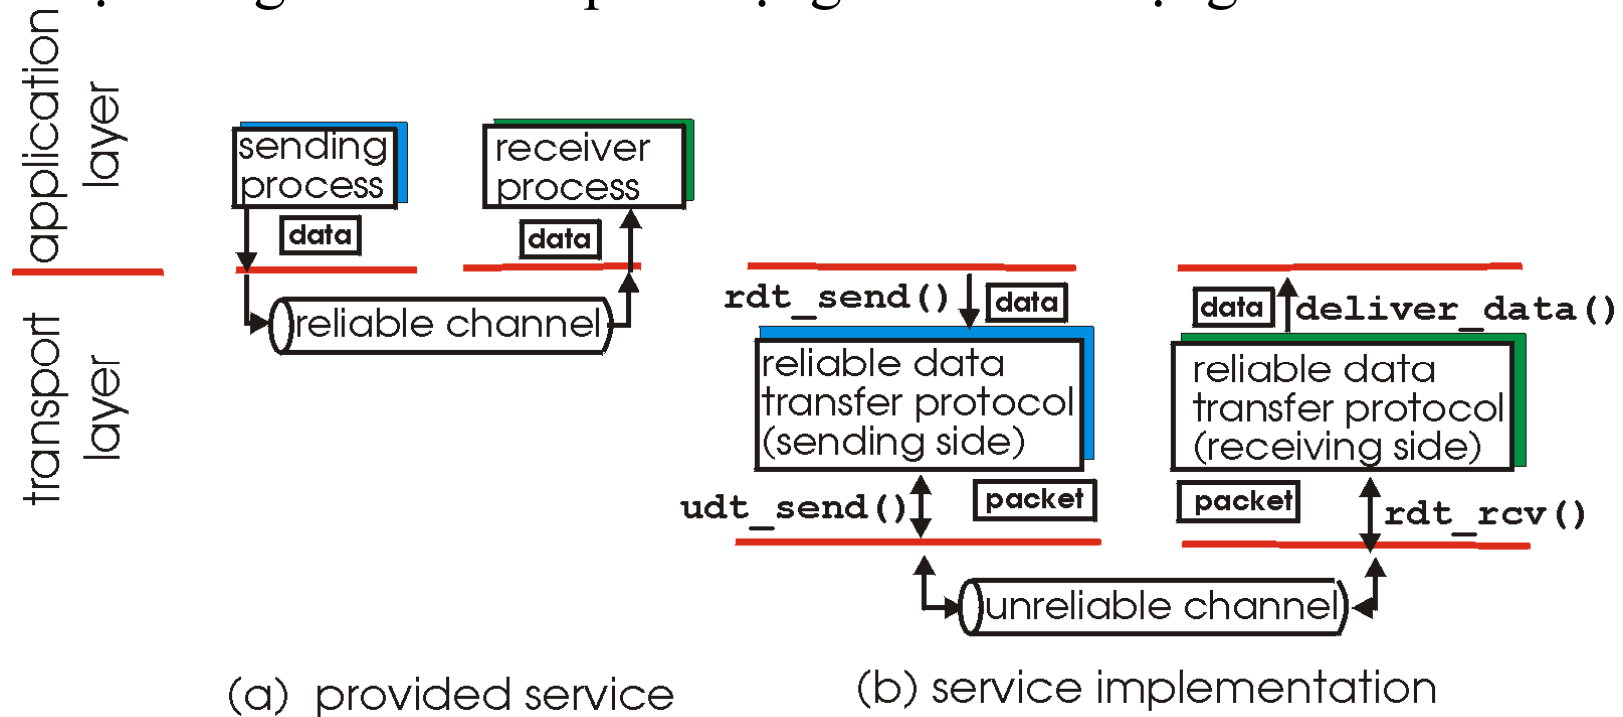 application
layer
transport
layer
sending
process
receiver
process
data
data
reliable channel
rdt_send()
data
data
deliver_data()
reliable data
transfer protocol
(sending side)
reliable data
transfer protocol
(receiving side)
udt_send()
packet
packet
rdt_rcv()
unreliable channel
(a) provided service
(b) service implementation